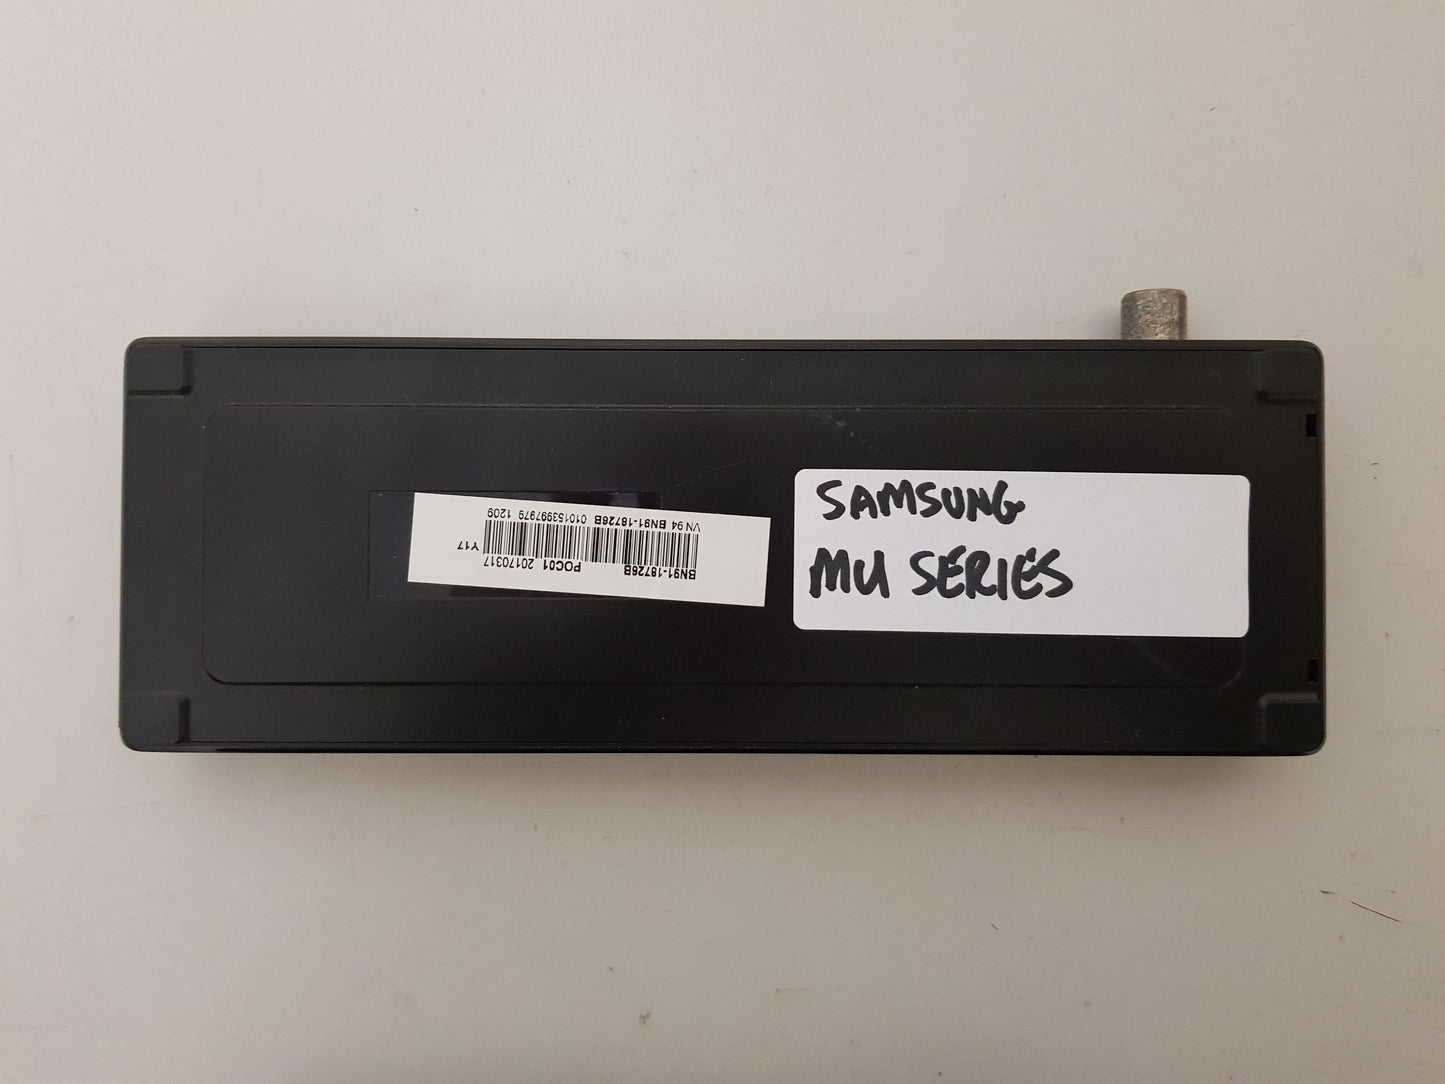 BN91-18726B
POC01 20170317
Y17
VN 94 BN91-18726B 010153997979 1209
SAMSUNG
MU SERIES